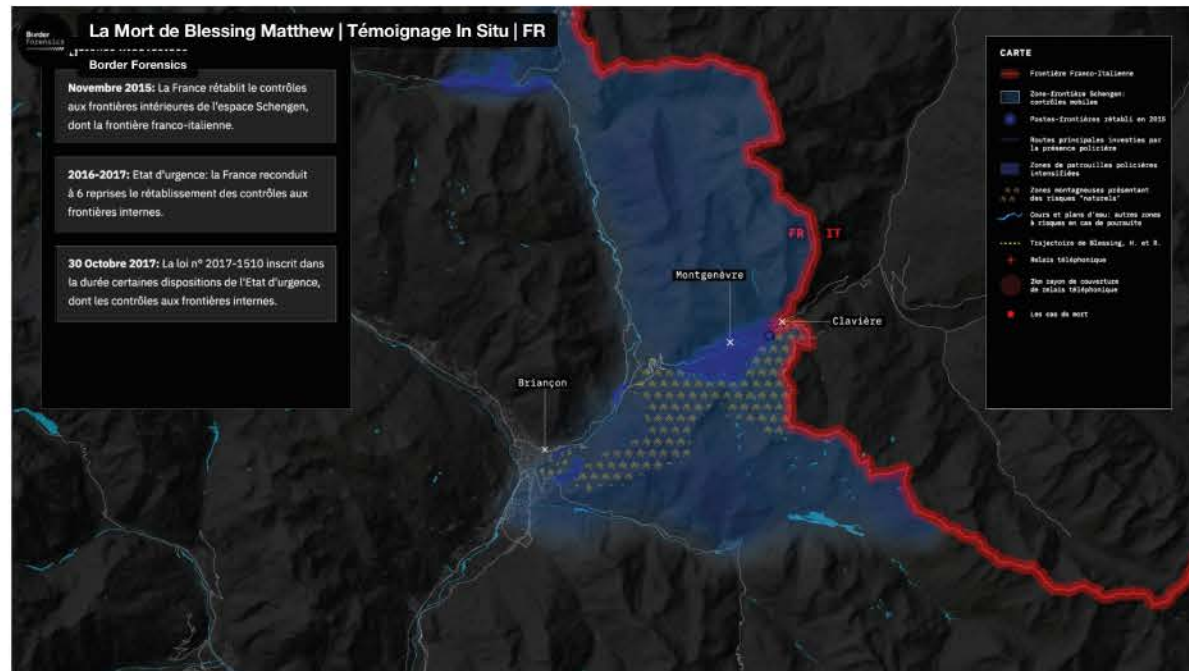 Border
Forensics
La Mort de Blessing Matthew | Témoignage In Situ | FR
Border Forensics
Novembre 2015: La France rétablit le contrôles
aux frontières intérieures de l'espace Schengen,
dont la frontière franco-italienne.
2016-2017: Etat d'urgence: la France reconduit
à 6 reprises le rétablissement des contrôles aux
frontières internes.
30 Octobre 2017: La loi n° 2017-1510 inscrit dans
la durée certaines dispositions de l'Etat d'urgence,
dont les contrôles aux frontières internes.
FR IT
Montgenèvre
Clavière
Briançon
CARTE
Frontière Franco-Italienne
Zone-frontière Schengen:
contrôles mobiles
Postes-frontières rétabli en 2015
Routes principales investies par
la présence policière
Zones de patrouilles policières
intensifiées
Zones montagneuses présentant
des risques "naturels"
Cours et plans d'eau: autres zones
à risques en cas de poursuite
Trajectoire de Blessing, H. et R.
Relais téléphonique
2km rayon de couverture
de relais téléphonique
Les cas de mort